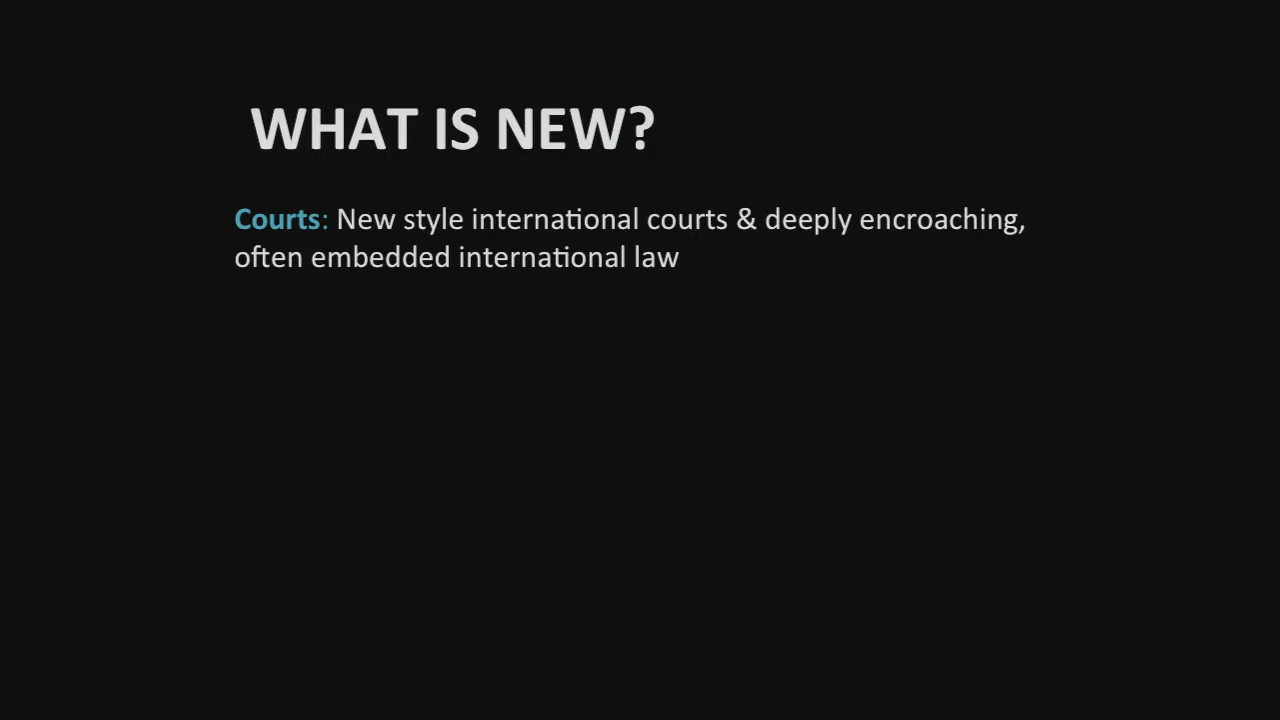 WHAT IS NEW?
Courts: New style international courts & deeply encroaching,
often embedded international law